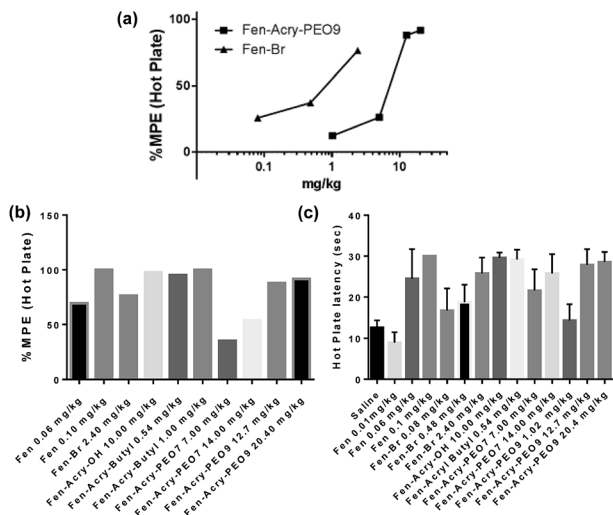 (a)
Fen-Acry-PEO9
Fen-Br
%MPE (Hot Plate)
100
50
0
0.1
1
10
mg/kg
(b)
%MPE (Hot Plate)
150
100
50
0
Fen 0.06 mg/kg
Fen 0.10 mg/kg
Fen-Br 2.40 mg/kg
Fen-Acry-OH 10.00 mg/kg
Fen-Acry-Butyl 0.54 mg/kg
Fen-Acry-Butyl 1.00 mg/kg
Fen-Acry-PEO7 7.00 mg/kg
Fen-Acry-PEO7 14.00 mg/kg
Fen-Acry-PEO9 12.7 mg/kg
Fen-Acry-PEO9 20.40 mg/kg
(c)
Hot Plate latency (sec)
40
30
20
10
0
Saline
Fen 0.01mg/kg
Fen 0.06 mg/kg
Fen 0.1 mg/kg
Fen-Br 0.08 mg/kg
Fen-Br 0.48 mg/kg
Fen-Br 2.40 mg/kg
Fen-Acry-OH 10.00 mg/kg
Fen-Acryl Butyl 0.54 mg/kg
Fen-Acry-PEO7 7.00 mg/kg
Fen-Acry-PEO7 14.00 mg/kg
Fen-Acry-PEO9 1.02 mg/kg
Fen-Acry-PEO9 12.7 mg/kg
Fen-Acry-PEO9 20.4 mg/kg